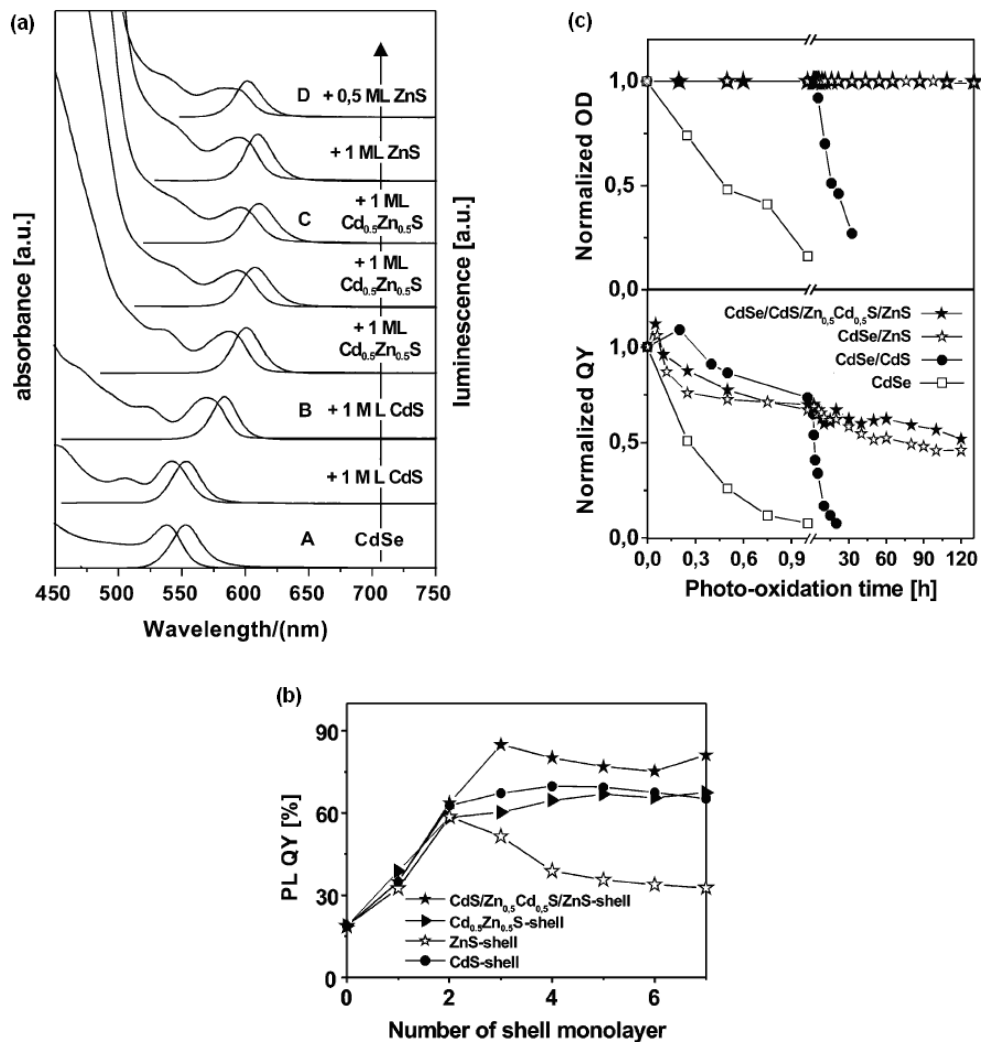 (a)
absorbance [a.u.]
luminescence [a.u.]
D + 0,5 ML ZnS
+ 1 ML ZnS
C + 1 ML
Cd0.5Zn0.5S
+ 1 ML
Cd0.5Zn0.5S
+ 1 ML
Cd0.5Zn0.5S
B + 1 ML CdS
+ 1 ML CdS
A CdSe
450 500 550 600 650 700 750
Wavelength/(nm)
(c)
Normalized OD
1,0
0,5
0,0
Normalized QY
1,0
0,5
0,0
CdSe/CdS/Zn0,5Cd0,5S/ZnS
CdSe/ZnS
CdSe/CdS
CdSe
0,0 0,3 0,6 0,9 30 60 90 120
Photo-oxidation time [h]
(b)
PL QY [%]
90
60
30
0
CdS/Zn0,5Cd0,5S/ZnS-shell
Cd0.5Zn0.5S-shell
ZnS-shell
CdS-shell
0 2 4 6
Number of shell monolayer